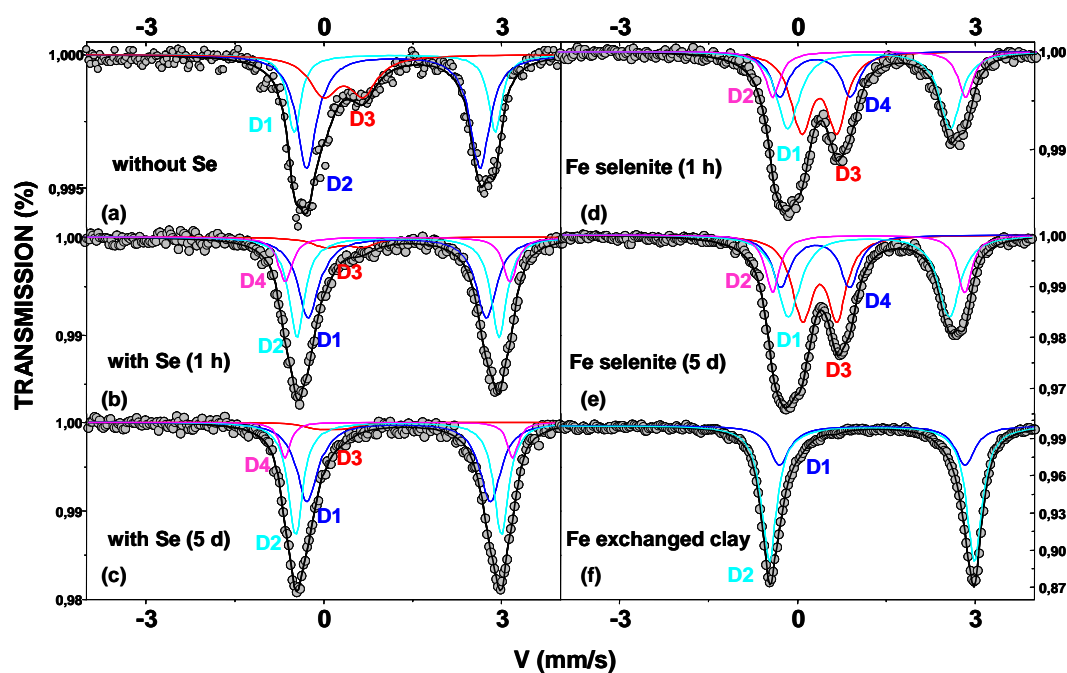 -3 0 3 -3 0 3
1,000
D1
D3
without Se
D2
0,995
(a)
1,00
D4
D3
D2
D1
0,99
with Se (1 h)
(b)
1,00
D4
D3
D1
0,99
D2
with Se (5 d)
(c)
0,98
1,00
D2
D4
D1
0,99
D3
Fe selenite (1 h)
(d)
1,00
D2
D4
0,99
D1
0,98
Fe selenite (5 d)
D3
0,97
(e)
0,99
D1
0,96
0,93
Fe exchanged clay
0,90
D2
(f)
0,87
-3 0 3 -3 0 3
TRANSMISSION (%)
V (mm/s)